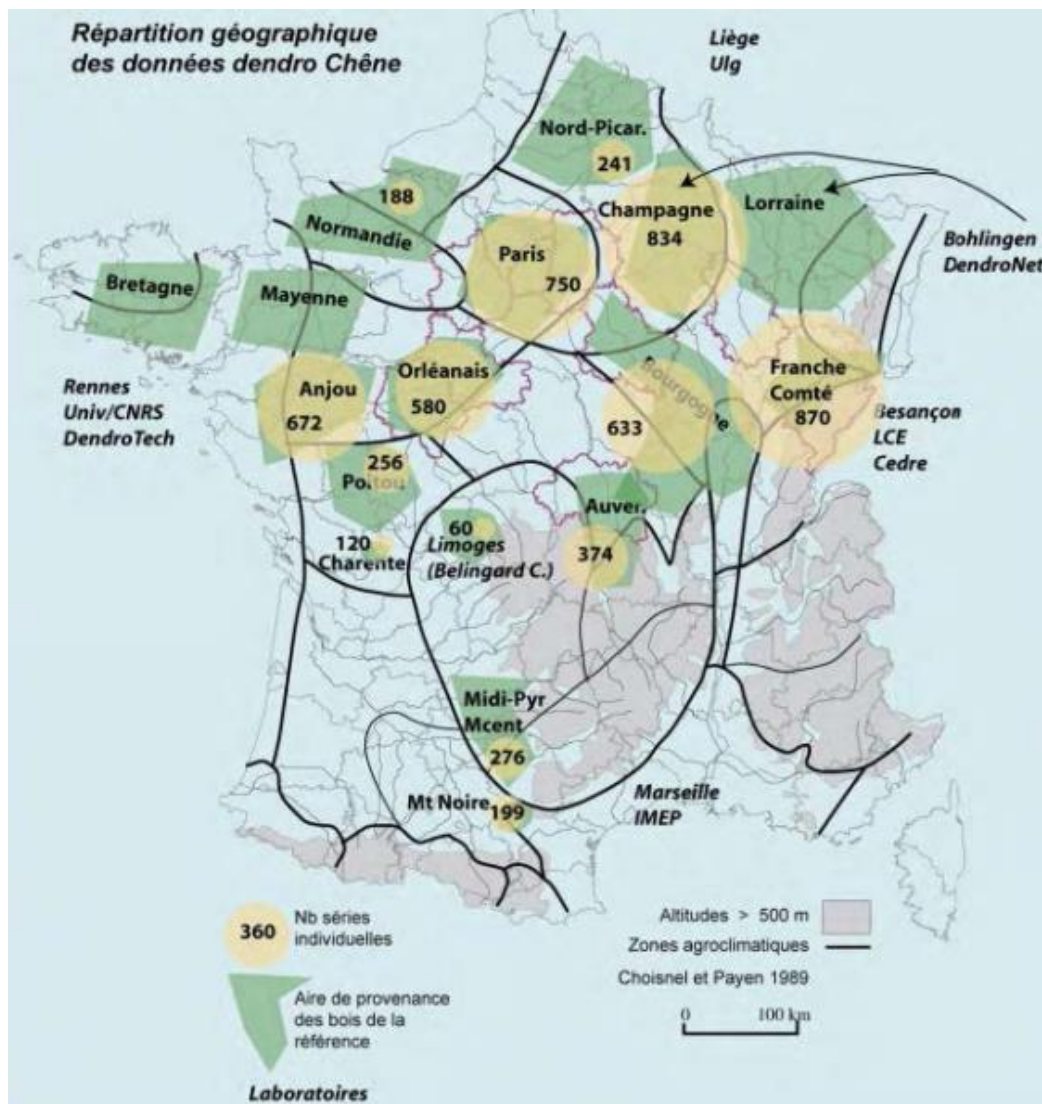 Répartition géographique
des données dendro Chêne
Liège
Ulg
Nord-Picar.
241
188
Normandie
Champagne
834
Lorraine
Paris
750
Bohlingen
DendroNet
Bretagne
Mayenne
Rennes
Univ/CNRS
DendroTech
Anjou
672
Orléanais
580
Bourgogne
633
Franche
Comté
870
Besançon
LCE
Cedre
256
Poitou
Auver.
374
120
Charente
60
Limoges
(Belingard C.)
Midi-Pyr
Mcent
276
Mt Noire
199
Marseille
IMEP
360
Nb séries
individuelles
Aire de provenance
des bois de la
référence
Laboratoires
Altitudes > 500 m
Zones agroclimatiques
Choisnel et Payen 1989
0 100 km